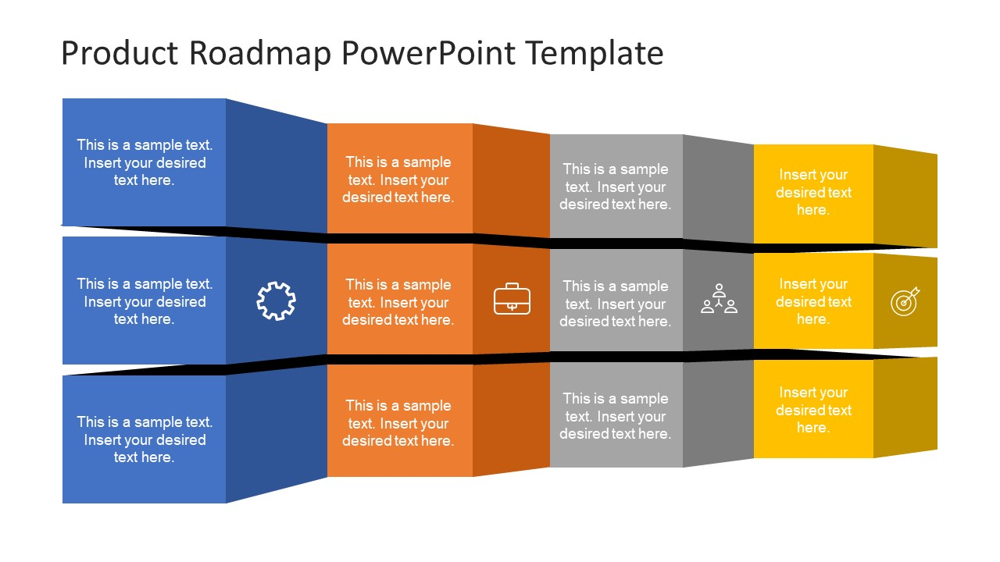 Product Roadmap PowerPoint Template
This is a sample text.
Insert your desired
text here.
This is a sample
text. Insert your
desired text here.
This is a sample
text. Insert your
desired text here.
Insert your
desired text
here.
This is a sample text.
Insert your desired
text here.
This is a sample
text. Insert your
desired text here.
This is a sample
text. Insert your
desired text here.
Insert your
desired text
here.
This is a sample text.
Insert your desired
text here.
This is a sample
text. Insert your
desired text here.
This is a sample
text. Insert your
desired text here.
Insert your
desired text
here.